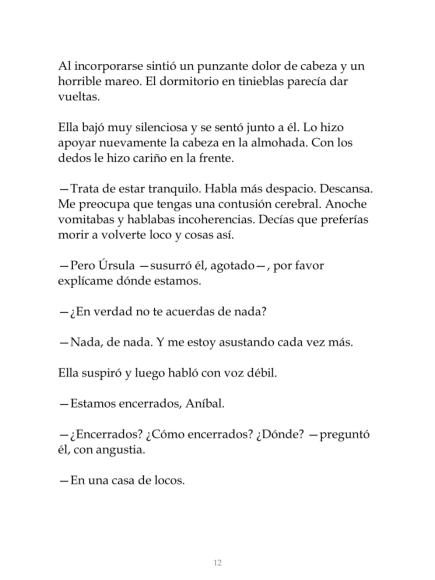 Al incorporarse sintió un punzante dolor de cabeza y un
horrible mareo. El dormitorio en tinieblas parecía dar
vueltas.
Ella bajó muy silenciosa y se sentó junto a él. Lo hizo
apoyar nuevamente la cabeza en la almohada. Con los
dedos le hizo cariño en la frente.
—Trata de estar tranquilo. Habla más despacio. Descansa.
Me preocupa que tengas una contusión cerebral. Anoche
vomitabas y hablabas incoherencias. Decías que preferías
morir a volverte loco y cosas así.
—Pero Úrsula —susurró él, agotado—, por favor
explícame dónde estamos.
—¿En verdad no te acuerdas de nada?
—Nada, de nada. Y me estoy asustando cada vez más.
Ella suspiró y luego habló con voz débil.
—Estamos encerrados, Aníbal.
—¿Encerrados? ¿Cómo encerrados? ¿Dónde? —preguntó
él, con angustia.
—En una casa de locos.
12